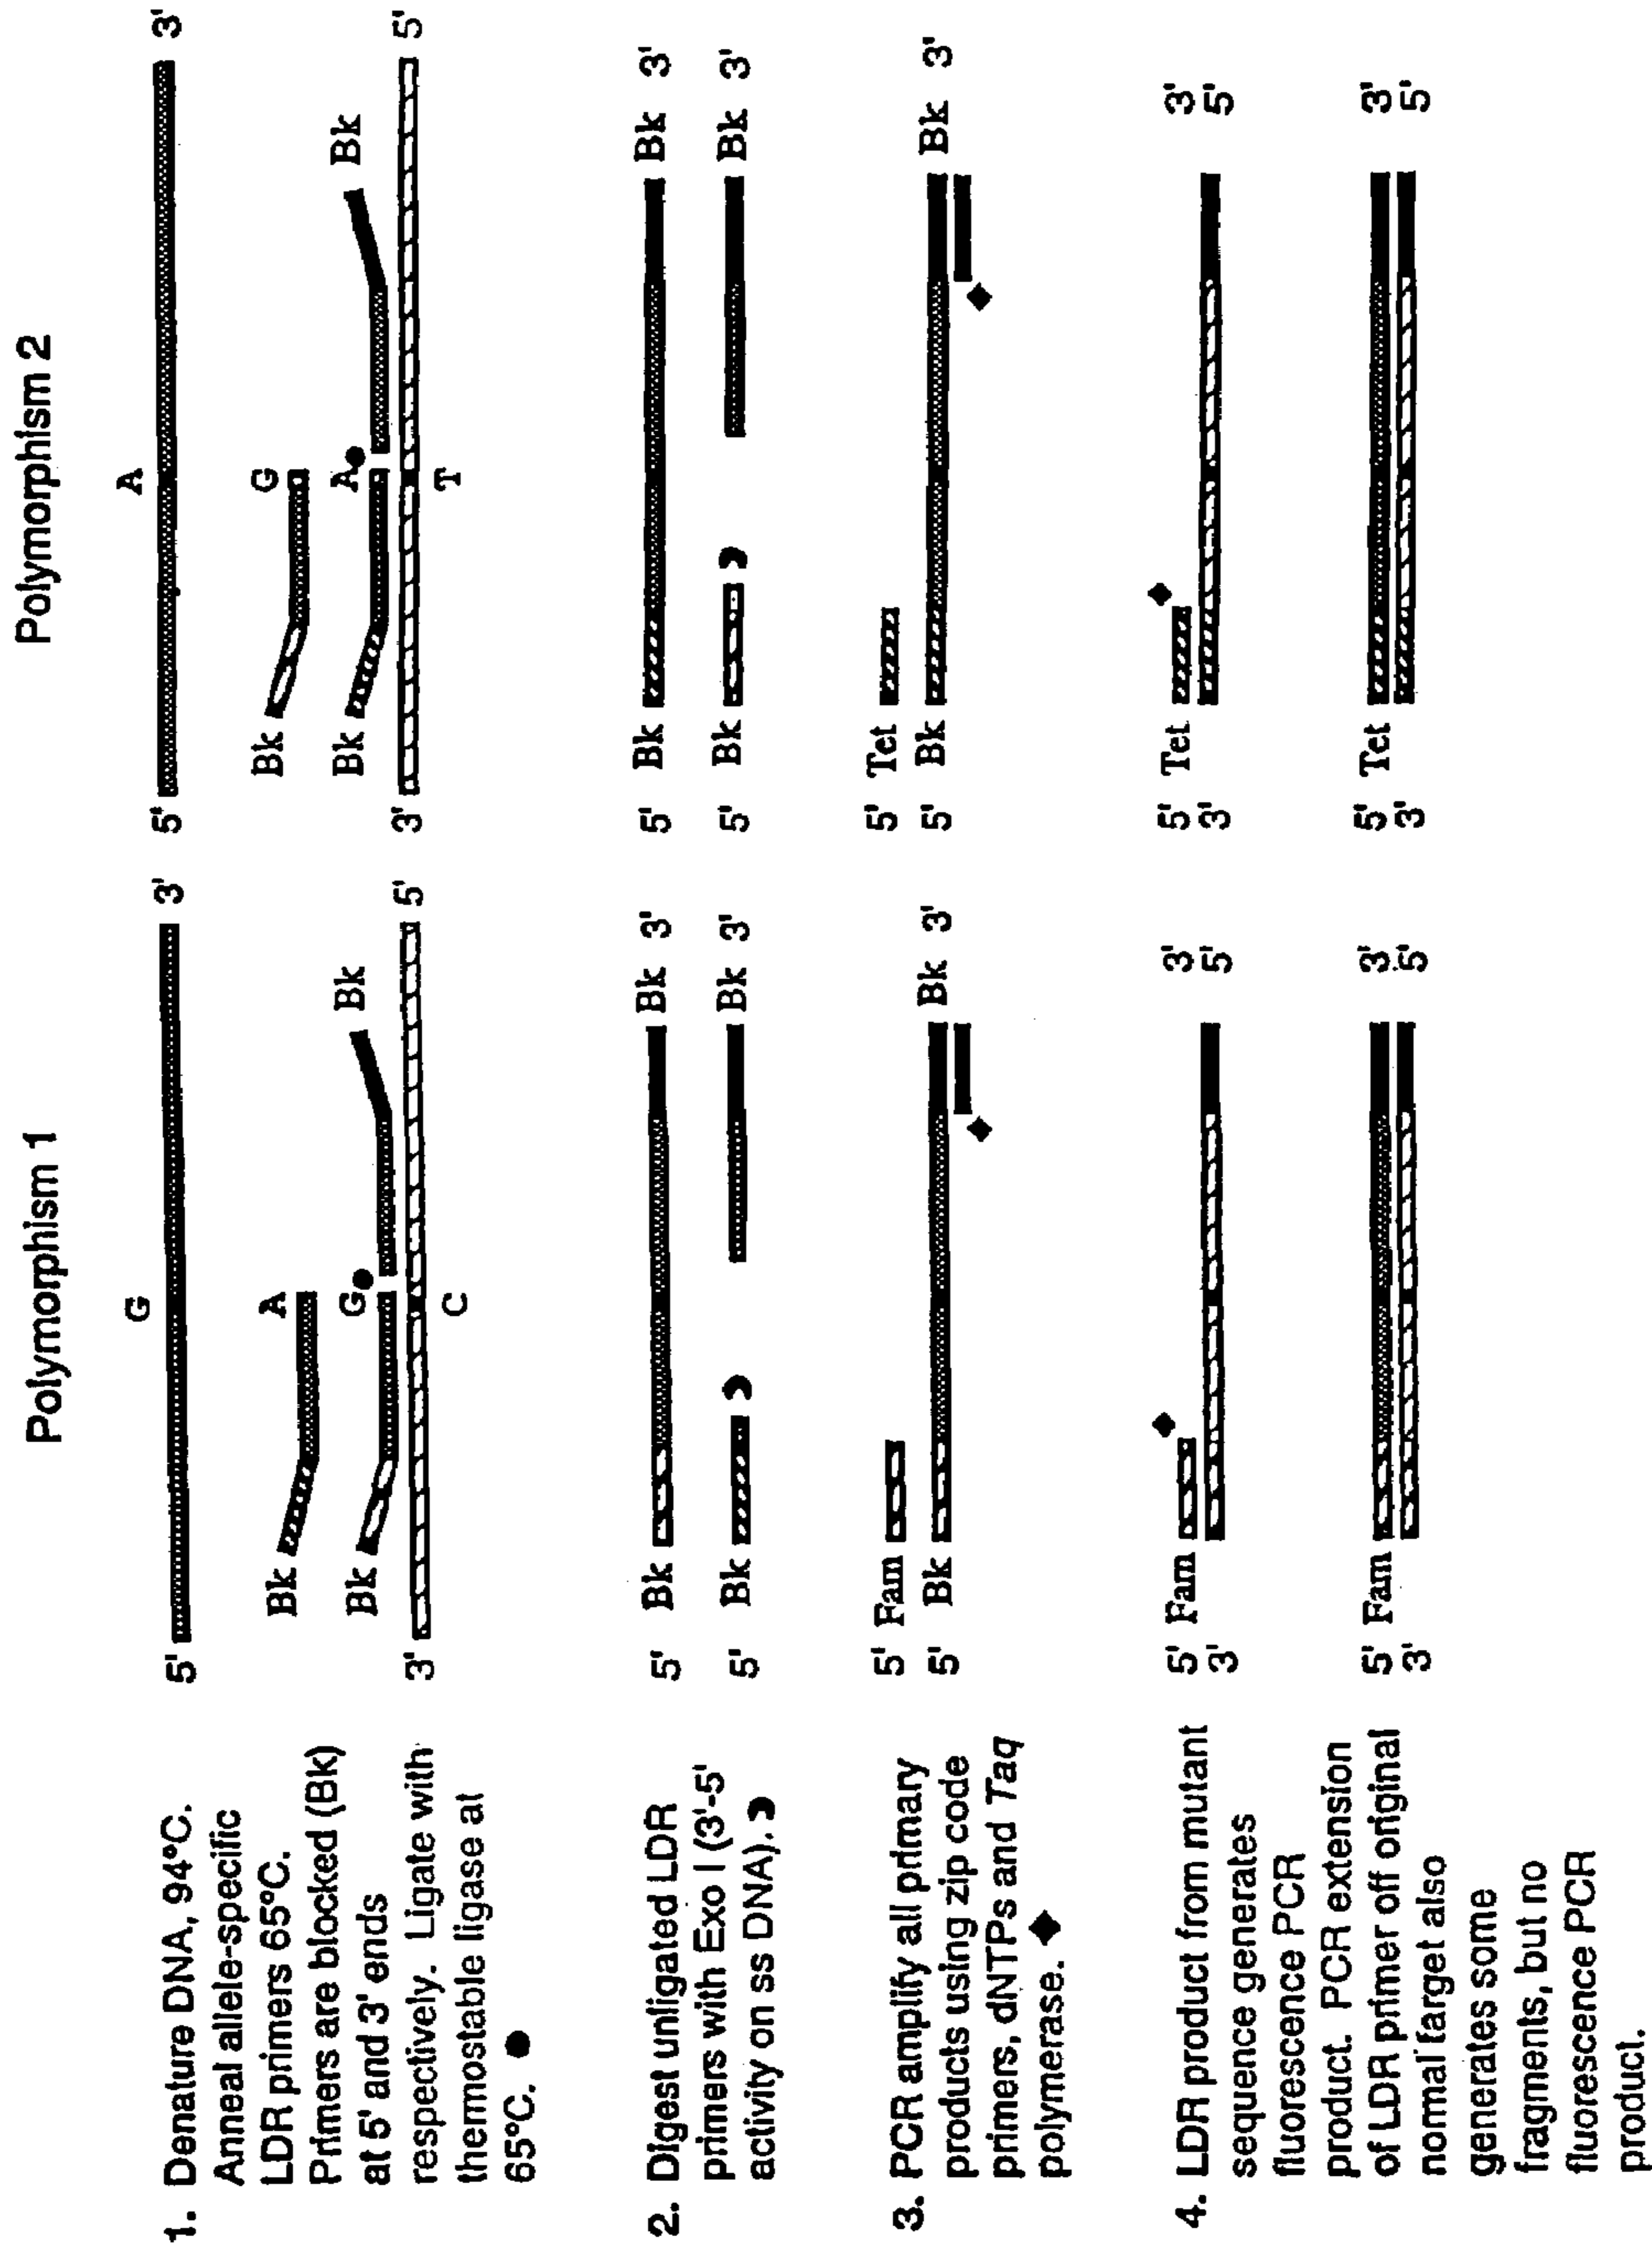 Polymorphism 1
Polymorphism 2
1. Denature DNA, 94°C.
Anneal allele-specific
LDR primers 65°C.
Primers are blocked (Bk)
at 5' and 3' ends
respectively. Ligate with
thermostable ligase at
65°C.
5' G 3'
Bk A
Bk G Bk
3' C 5'
5' A 3'
Bk G
Bk A Bk
3' T 5'
2. Digest unligated LDR
primers with Exo I (3'-5'
activity on ss DNA).
5' Bk Bk 3'
5' Bk Bk 3'
5' Bk Bk 3'
5' Bk Bk 3'
3. PCR amplify all primary
products using zip code
primers, dNTPs and Taq
polymerase.
5' Fam
5' Bk Bk 3'
5' Tet
5' Bk Bk 3'
4. LDR product from mutant
sequence generates
fluorescence PCR
product. PCR extension
of LDR primer off original
normal target also
generates some
fragments, but no
fluorescence PCR
product.
5' Fam 3'
3' 5'
5' Tet 3'
3' 5'
5' Fam 3'
3' 5'
5' Tet 3'
3' 5'